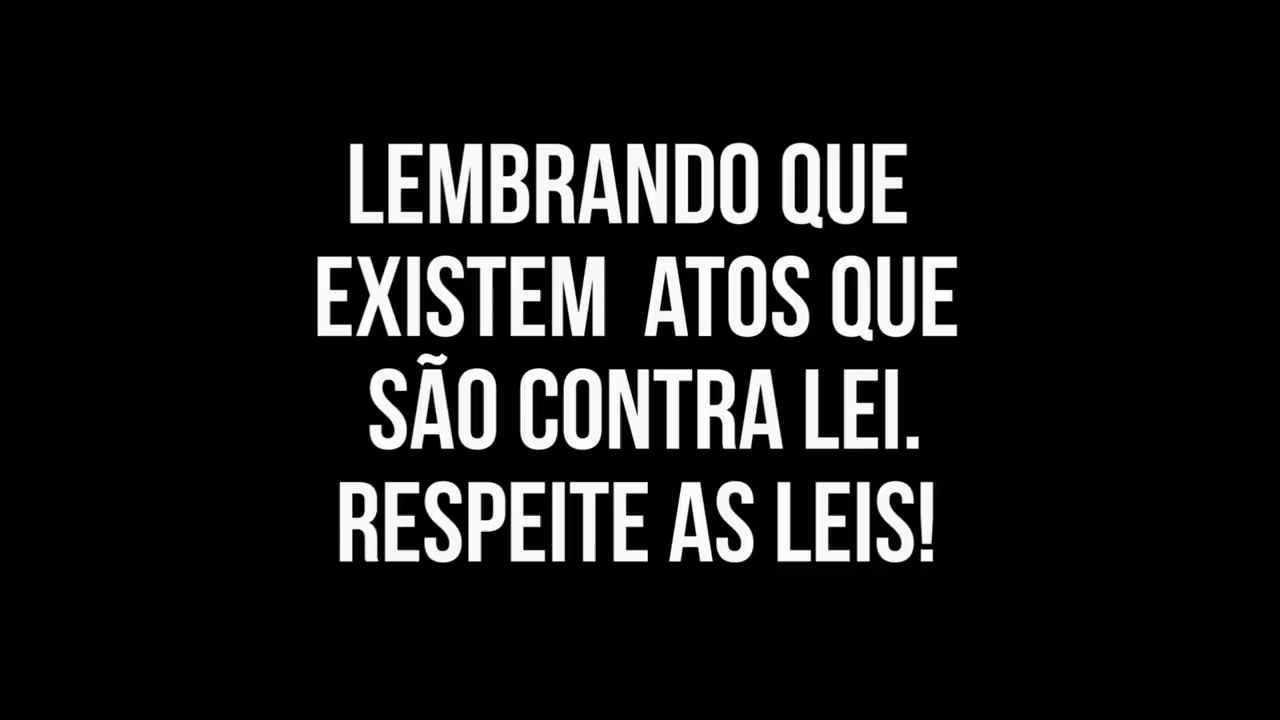 LEMBRANDO QUE
EXISTEM ATOS QUE
SÃO CONTRA LEI.
RESPEITE AS LEIS!